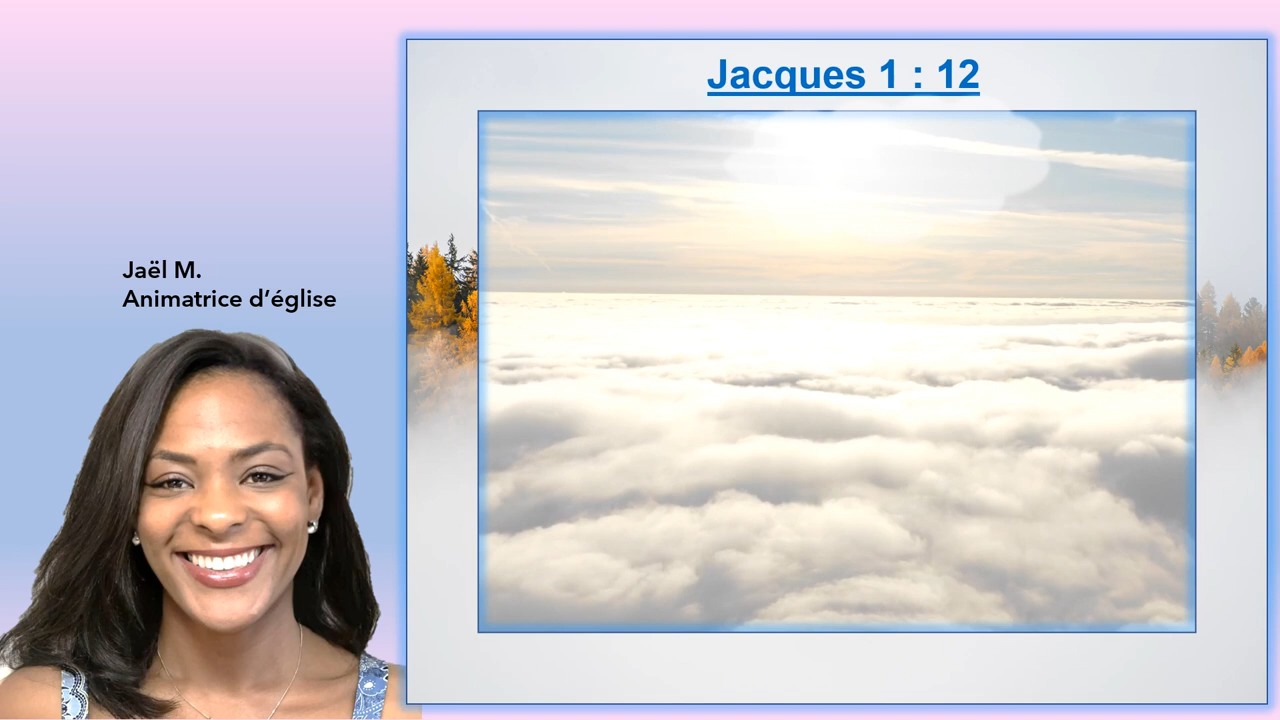 Jacques 1 : 12
Jaël M.
Animatrice d’église